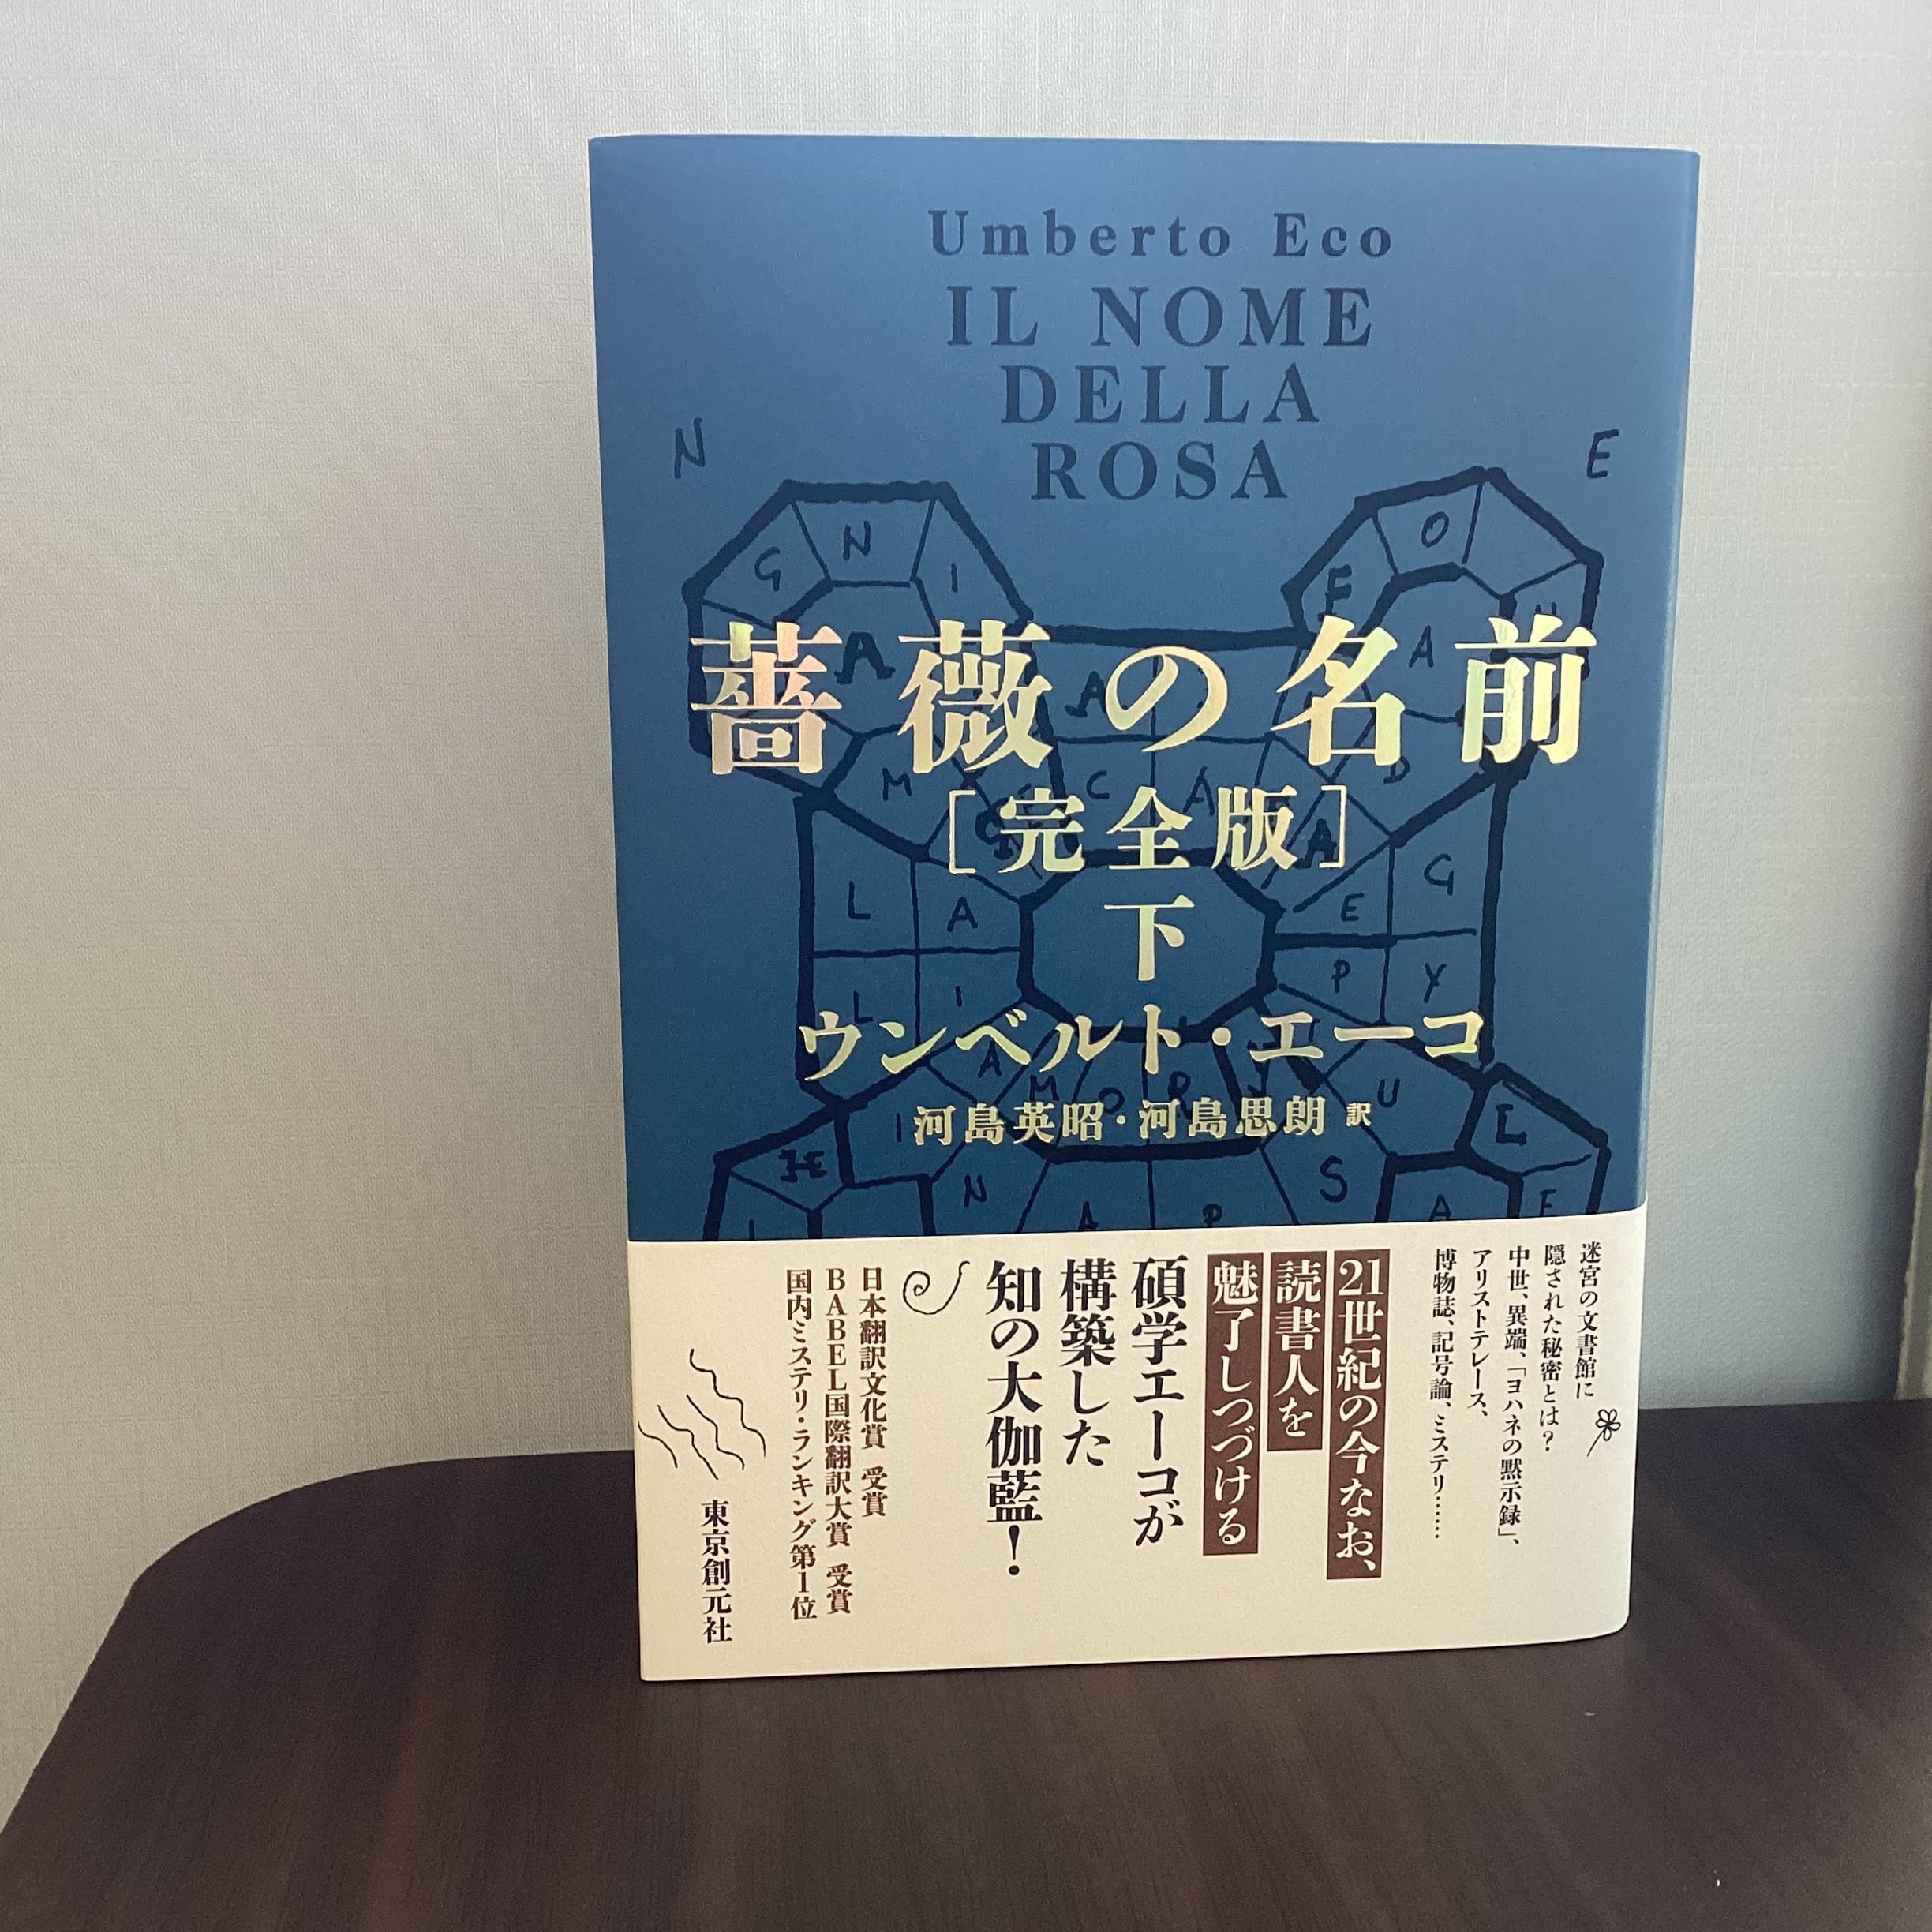 Umberto Eco
IL NOME
DELLA
ROSA
N
E
G N I
O
F
A
A
A
薔薇の名前
M
C A
D
[完全版]
A
下
L A
E G
L I
P Y
ウンベルト・エーコ
A
M O R
U
I
L
河島英昭・河島思朗 訳
N
A
P
S
A
F
迷宮の文書館に
隠された秘密とは?
中世、異端、「ヨハネの黙示録」、
アリストテレース、
博物誌、記号論、ミステリ……
21世紀の今なお、
読書人を
魅了しつづける
碩学エーコが
構築した
知の大伽藍!
日本翻訳文化賞 受賞
BABEL国際翻訳大賞 受賞
国内ミステリ・ランキング第1位
東京創元社